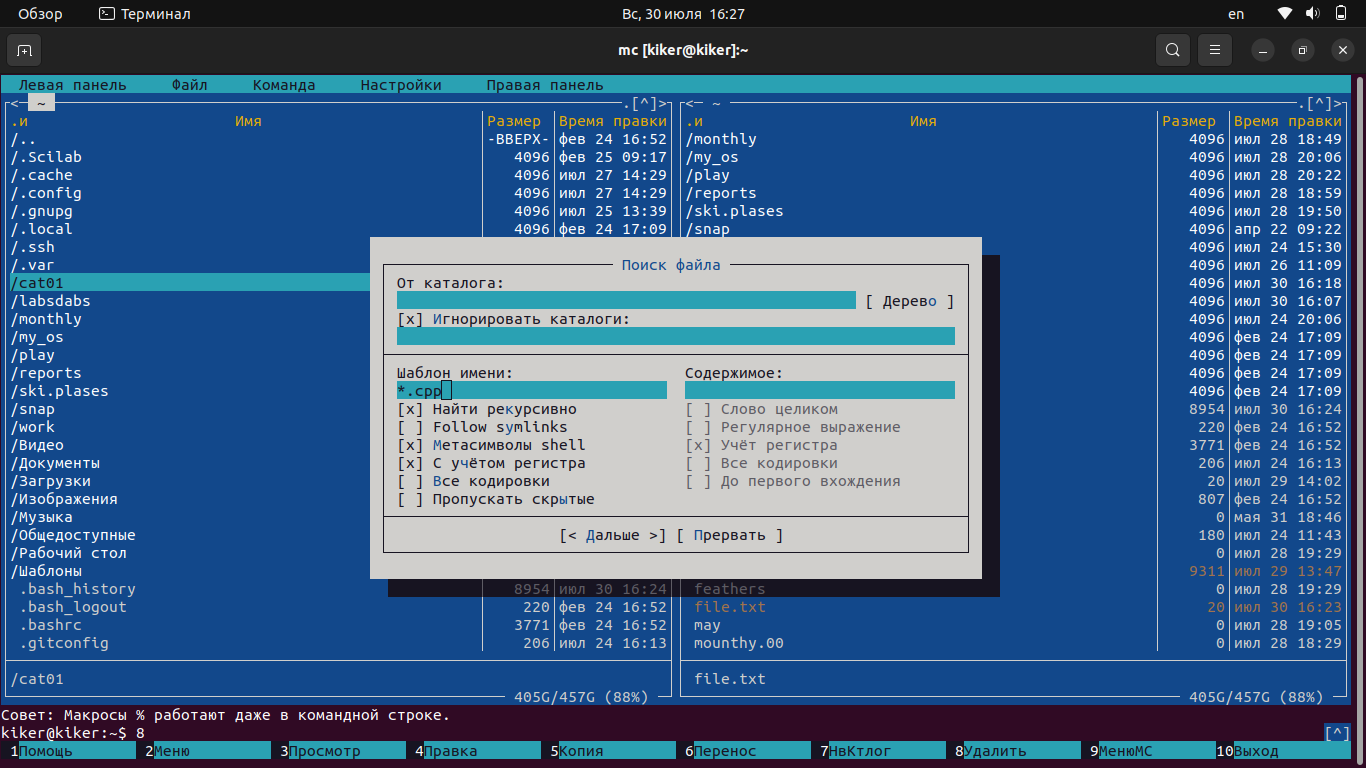 Обзор Терминал Вс, 30 июля 16:27 en
mc [kiker@kiker]:~
Левая панель Файл Команда Настройки Правая панель
<─ ~ .[^]> <─ ~ .[^]>
.и Имя Размер Время правки .и Имя Размер Время правки
/.. -ВВЕРХ- фев 24 16:52 /monthly 4096 июл 28 18:49
/.Scilab 4096 фев 25 09:17 /my_os 4096 июл 28 20:06
/.cache 4096 июл 27 14:29 /play 4096 июл 28 20:22
/.config 4096 июл 27 14:29 /reports 4096 июл 28 18:59
/.gnupg 4096 июл 25 13:39 /ski.plases 4096 июл 28 19:50
/.local 4096 фев 24 17:09 /snap 4096 апр 22 09:22
/.ssh 4096 июл 24 15:30
/.var Поиск файла 4096 июл 26 11:09
/cat01 От каталога: 4096 июл 30 16:18
/labsdabs [ Дерево ] 4096 июл 30 16:07
/monthly [x] Игнорировать каталоги: 4096 июл 24 20:06
/my_os 4096 фев 24 17:09
/play 4096 фев 24 17:09
/reports Шаблон имени: Содержимое: 4096 фев 24 17:09
/ski.plases *.cpp 4096 фев 24 17:09
/snap [x] Найти рекурсивно [ ] Слово целиком 8954 июл 30 16:24
/work [ ] Follow symlinks [ ] Регулярное выражение 220 фев 24 16:52
/Видео [x] Метасимволы shell [x] Учёт регистра 3771 фев 24 16:52
/Документы [x] С учётом регистра [ ] Все кодировки 206 июл 24 16:13
/Загрузки [ ] Все кодировки [ ] До первого вхождения 20 июл 29 14:02
/Изображения [ ] Пропускать скрытые 807 фев 24 16:52
/Музыка 0 мая 31 18:46
/Общедоступные [< Дальше >] [ Прервать ] 180 июл 24 11:43
/Рабочий стол 0 июл 28 19:29
/Шаблоны 9311 июл 29 13:47
.bash_history 8954 июл 30 16:24 feathers 0 июл 28 19:29
.bash_logout 220 фев 24 16:52 file.txt 20 июл 30 16:23
.bashrc 3771 фев 24 16:52 may 0 июл 28 19:05
.gitconfig 206 июл 24 16:13 mounthy.00 0 июл 28 18:29
/cat01 file.txt
405G/457G (88%) 405G/457G (88%)
Совет: Макросы % работают даже в командной строке.
kiker@kiker:~$ 8 [^]
1Помощь 2Меню 3Просмотр 4Правка 5Копия 6Перенос 7НвКтлог 8Удалить 9МенюMC 10Выход